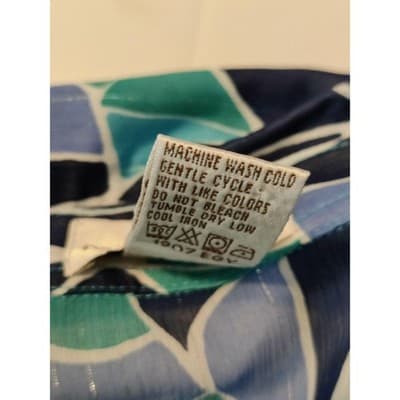 MACHINE WASH COLD
GENTLE CYCLE
WITH LIKE COLORS
DO NOT BLEACH
TUMBLE DRY LOW
COOL IRON